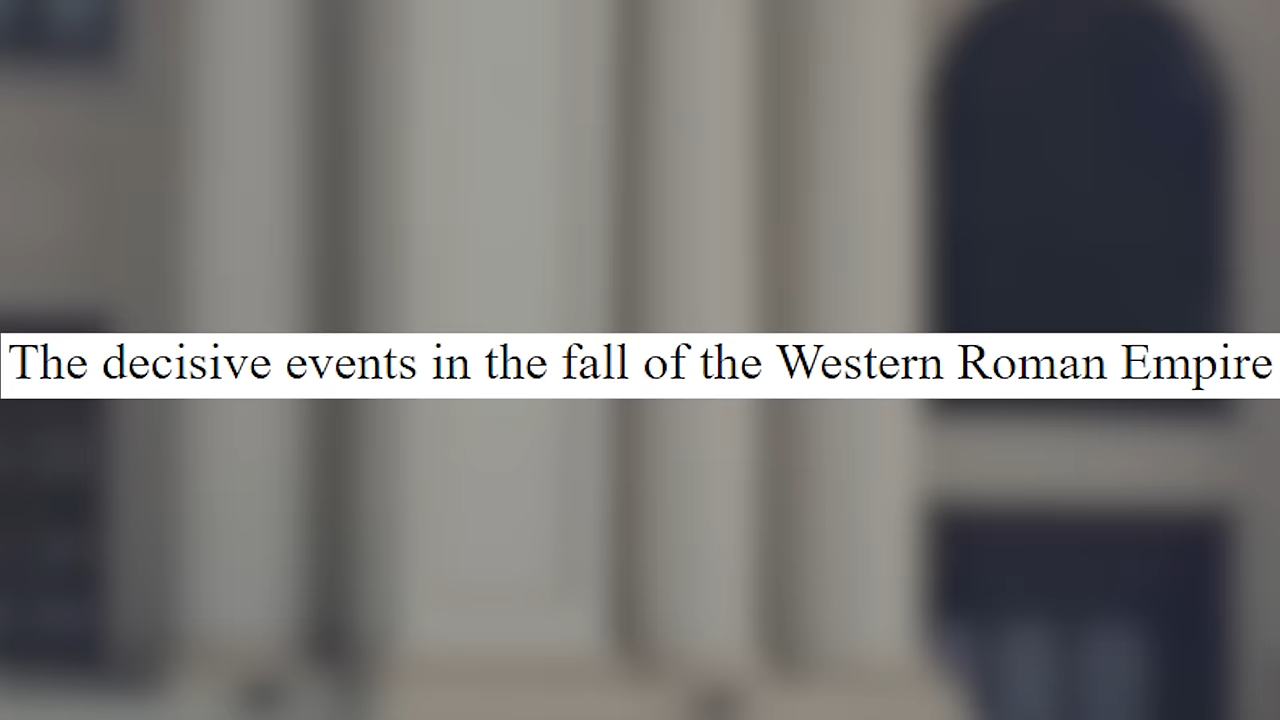 The decisive events in the fall of the Western Roman Empire